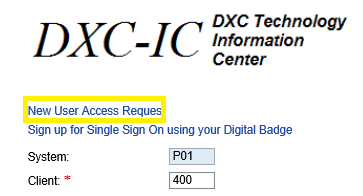 DXC-IC
DXC Technology
Information
Center
New User Access Reques
Sign up for Single Sign On using your Digital Badge
System: P01
Client: * 400